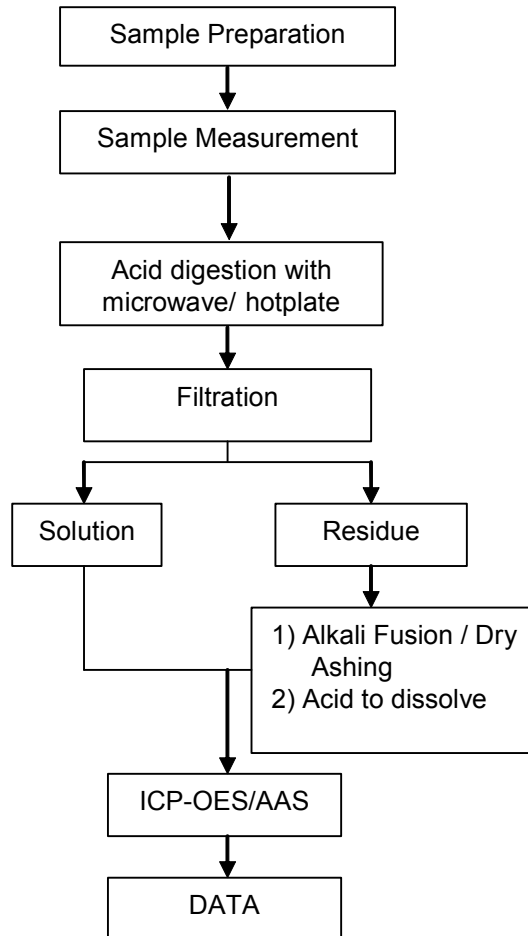 Sample Preparation
Sample Measurement
Acid digestion with
microwave/ hotplate
Filtration
Solution
Residue
1) Alkali Fusion / Dry
Ashing
2) Acid to dissolve
ICP-OES/AAS
DATA